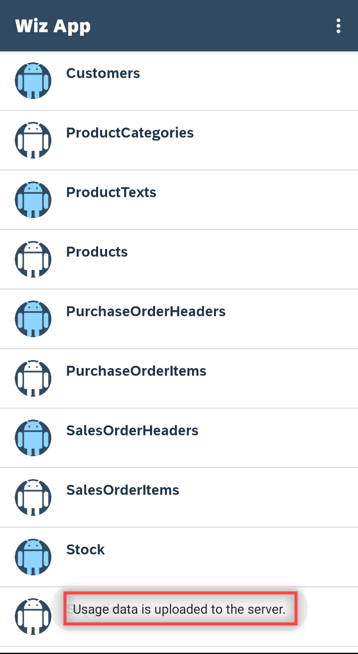 Wiz App
Customers
ProductCategories
ProductTexts
Products
PurchaseOrderHeaders
PurchaseOrderItems
SalesOrderHeaders
SalesOrderItems
Stock
Usage data is uploaded to the server.